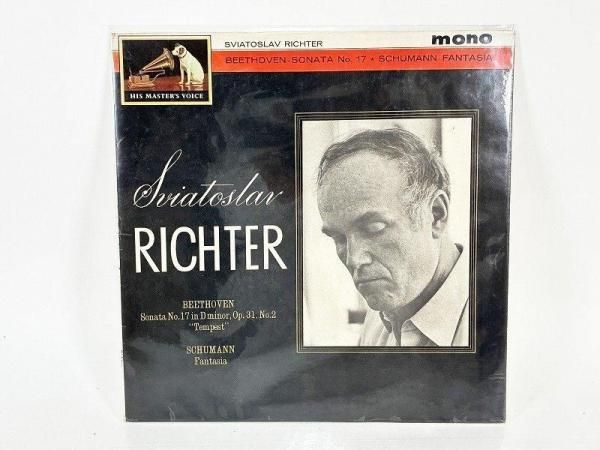 SVIATOSLAV RICHTER
mono
BEETHOVEN-SONATA No. 17 • SCHUMANN FANTASIA
HIS MASTER'S VOICE
Sviatoslav
RICHTER
BEETHOVEN
Sonata No. 17 in D minor, Op. 31, No. 2
"Tempest"
SCHUMANN
Fantasia